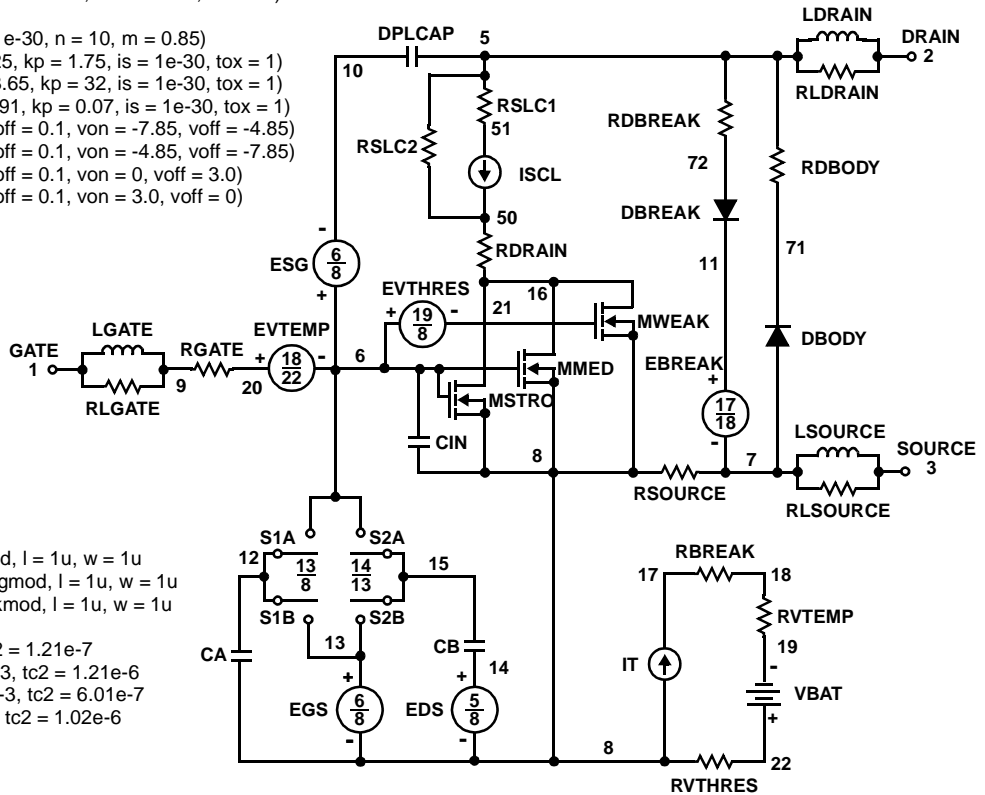 e-30, n = 10, m = 0.85)
25, kp = 1.75, is = 1e-30, tox = 1)
3.65, kp = 32, is = 1e-30, tox = 1)
91, kp = 0.07, is = 1e-30, tox = 1)
off = 0.1, von = -7.85, voff = -4.85)
off = 0.1, von = -4.85, voff = -7.85)
off = 0.1, von = 0, voff = 3.0)
off = 0.1, von = 3.0, voff = 0)
LDRAIN
DPLCAP
5
DRAIN
2
10
RLDRAIN
RSLC1
51
RSLC2
ISCL
RDBREAK
72
RDBODY
DBREAK
50
RDRAIN
71
11
-
ESG
6
8
+
EVTHRES
+
19
8
-
16
21
MWEAK
LGATE
GATE
1
RGATE
EVTEMP
+
18
22
-
6
9
20
RLGATE
MMED
MSTRO
EBREAK
+
17
18
-
DBODY
CIN
8
LSOURCE
7
SOURCE
3
RSOURCE
RLSOURCE
S1A
S2A
12
13
8
14
13
15
S1B
S2B
13
CA
CB
14
+
EGS
6
8
-
+
EDS
5
8
-
8
RBREAK
17
18
RVTEMP
19
IT
-
VBAT
+
22
RVTHRES
d, l = 1u, w = 1u
gmod, l = 1u, w = 1u
mod, l = 1u, w = 1u
2 = 1.21e-7
3, tc2 = 1.21e-6
-3, tc2 = 6.01e-7
tc2 = 1.02e-6